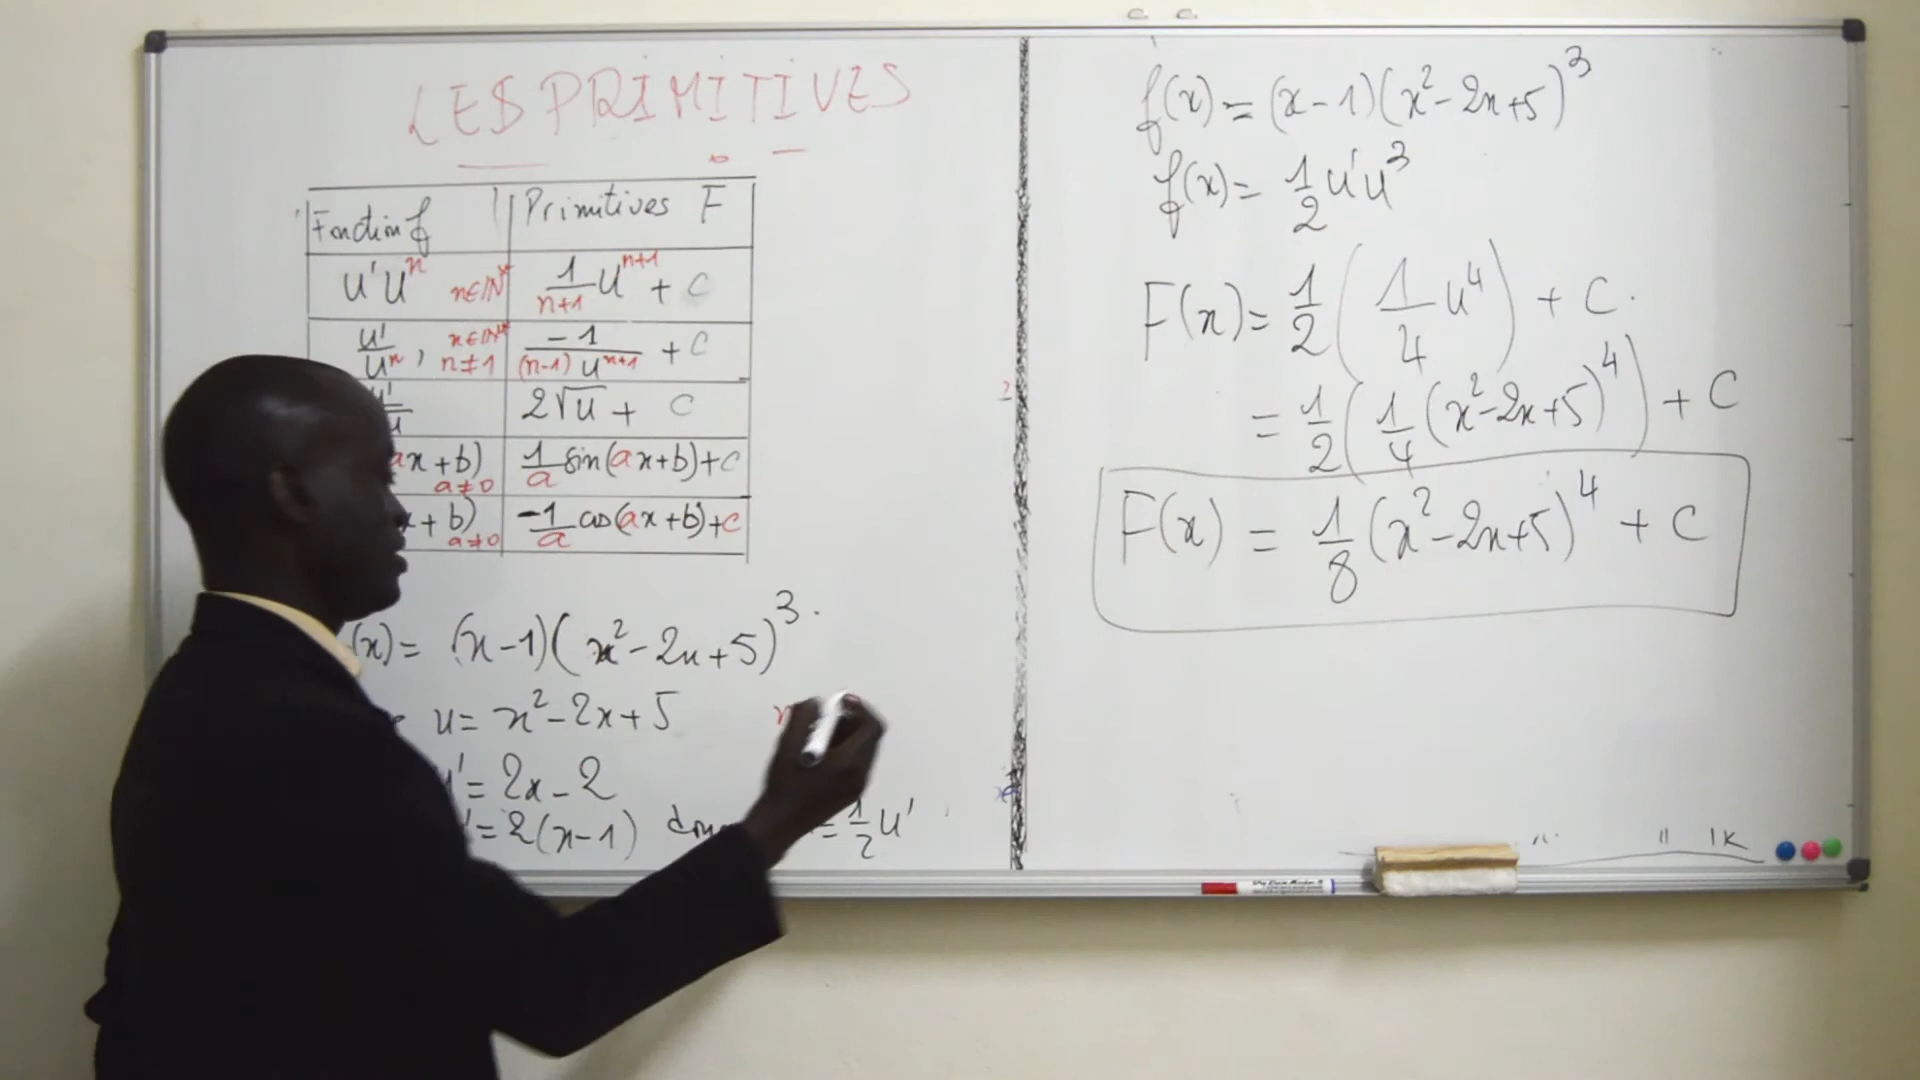 LES PRIMITIVES
Fonction f | Primitives F
u'uⁿ n∈IN* | 1/(n+1) uⁿ⁺¹ + C
u'/uⁿ, n∈IN* n≠1 | -1/((n-1) uⁿ⁺¹) + C
2√u + C
ax+b) a≠0 | 1/a sin(ax+b)+C
x+b) a≠0 | -1/a cos(ax+b)+C
(x) = (x-1)(x²-2x+5)³.
u = x²-2x+5
u' = 2x-2
' = 2(x-1) = 1/2 u'
f(x) = (x-1)(x²-2x+5)³
f(x) = 1/2 u'u³
F(x) = 1/2 (1/4 u⁴) + C.
= 1/2 (1/4 (x²-2x+5)⁴) + C
F(x) = 1/8 (x²-2x+5)⁴ + C